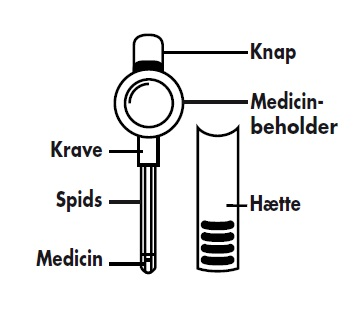 Knap
Medicin-
beholder
Krave
Spids
Hætte
Medicin